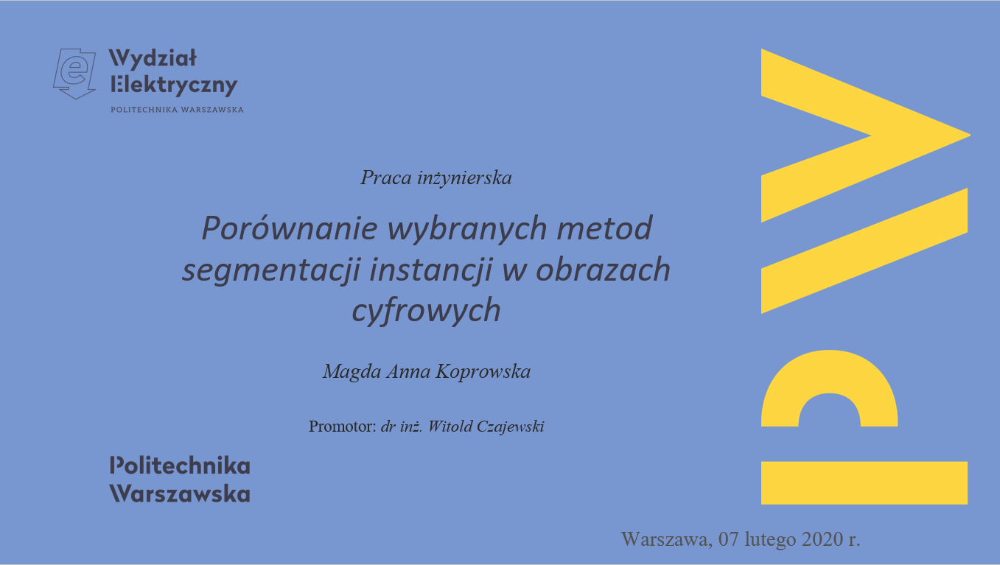 Wydział
Elektryczny
POLITECHNIKA WARSZAWSKA
Praca inżynierska
Porównanie wybranych metod
segmentacji instancji w obrazach
cyfrowych
Magda Anna Koprowska
Promotor: dr inż. Witold Czajewski
Politechnika
Warszawska
PW
Warszawa, 07 lutego 2020 r.